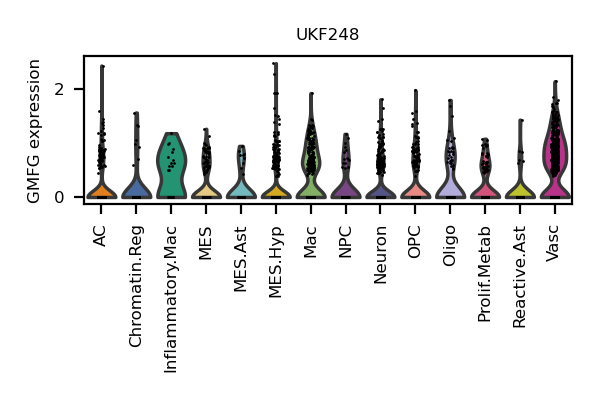 UKF248
GMFG expression
2
0
AC
Chromatin.Reg
Inflammatory.Mac
MES
MES.Ast
MES.Hyp
Mac
NPC
Neuron
OPC
Oligo
Prolif.Metab
Reactive.Ast
Vasc